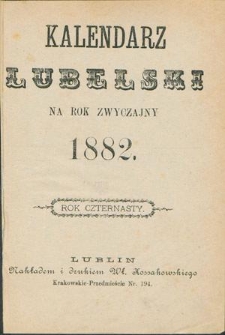 KALENDARZ
LUBELSKI
NA ROK ZWYCZAJNY
1882.
ROK CZTERNASTY.
LUBLIN
Nakładem i drukiem Wł. Kossakowskiego
Krakowskie-Przedmieście Nr. 194.